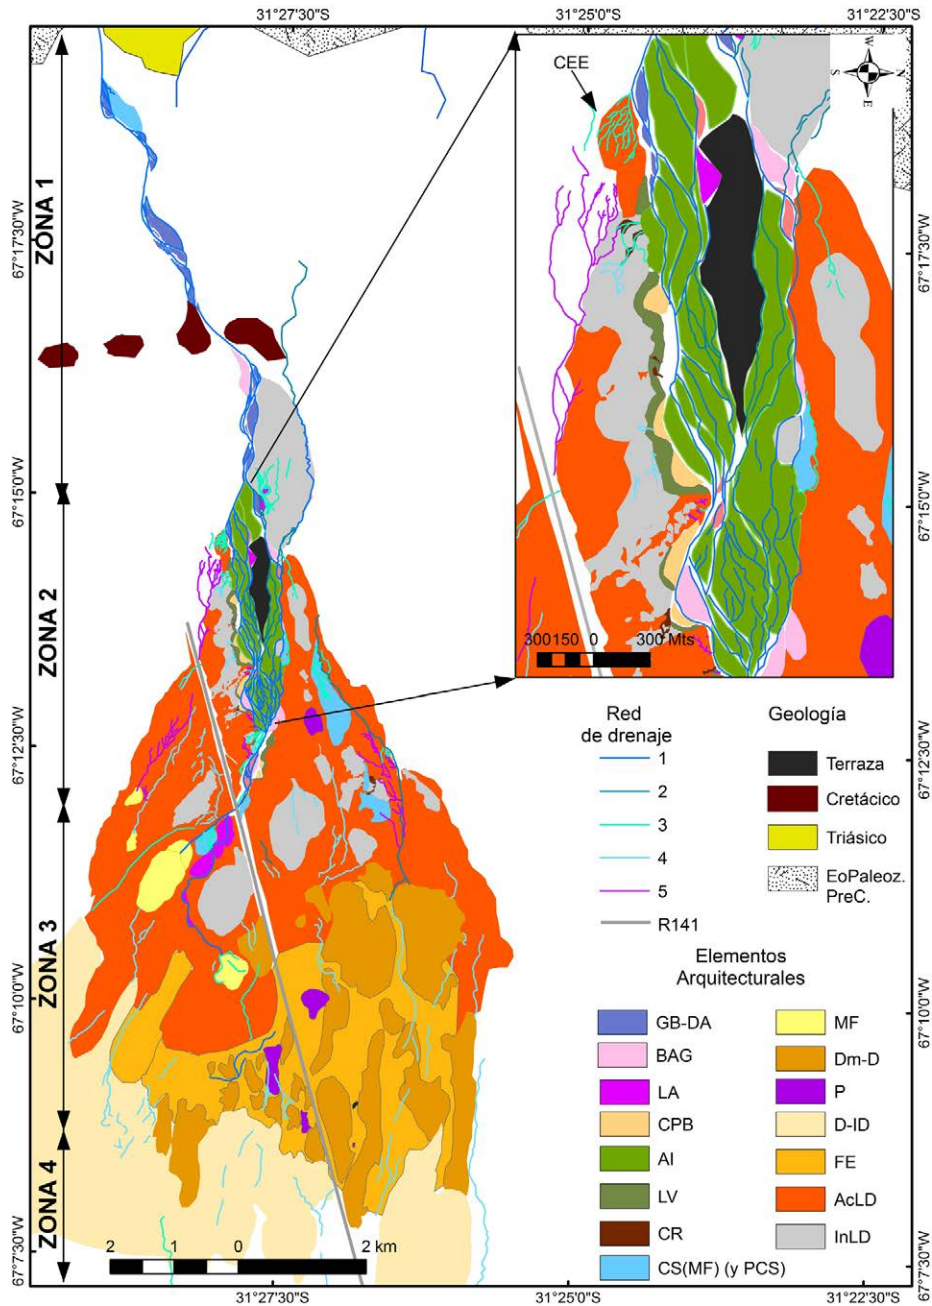 31°27'30"S
31°25'0"S
31°22'30"S
CEE
W
S
N
E
ZONA 1
67°17'30"W
67°17'30"W
67°15'0"W
67°15'0"W
300 150 0 300 Mts
ZONA 2
Red
de drenaje
1
2
3
4
5
R141
Geología
Terraza
Cretácico
Triásico
EoPaleoz.
PreC.
67°12'30"W
67°12'30"W
ZONA 3
Elementos
Arquitecturales
67°10'0"W
67°10'0"W
GB-DA
BAG
LA
CPB
AI
LV
CR
CS(MF) (y PCS)
MF
Dm-D
P
D-ID
FE
AcLD
InLD
ZONA 4
2 1 0 2 km
67°7'30"W
67°7'30"W
31°27'30"S
31°25'0"S
31°22'30"S